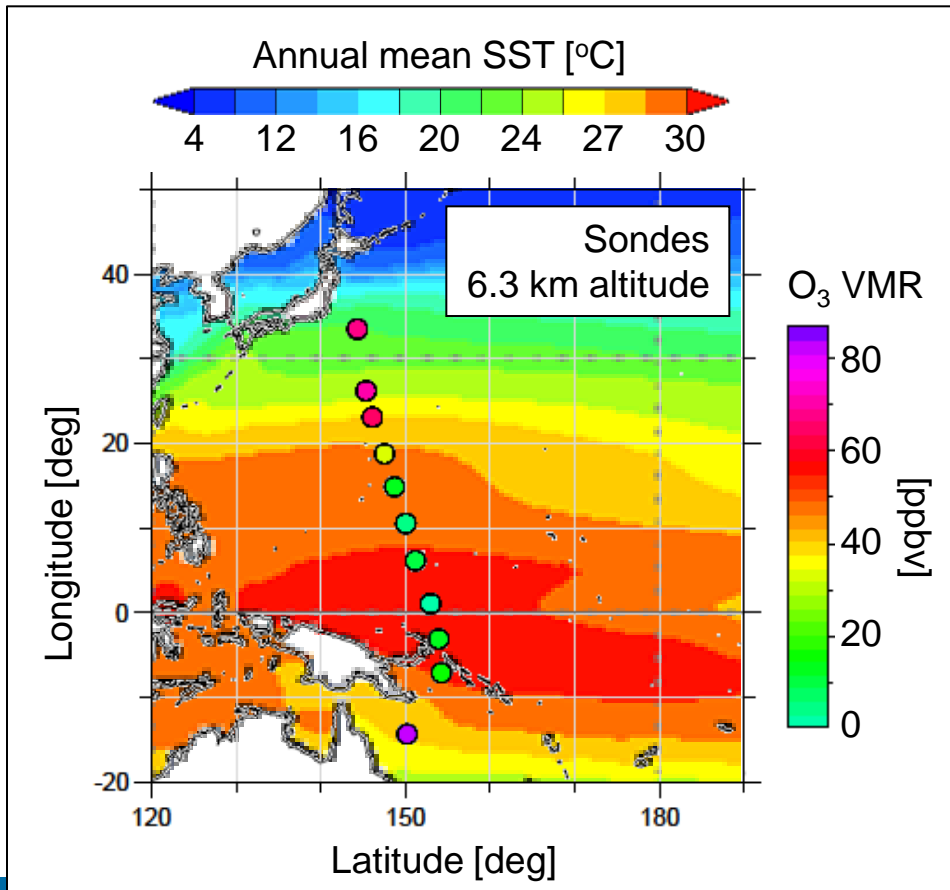 Annual mean SST [°C]
4 12 16 20 24 27 30
Sondes
6.3 km altitude
O₃ VMR
80
60
40
20
0
[ppbv]
Longitude [deg]
40
20
0
-20
120 150 180
Latitude [deg]